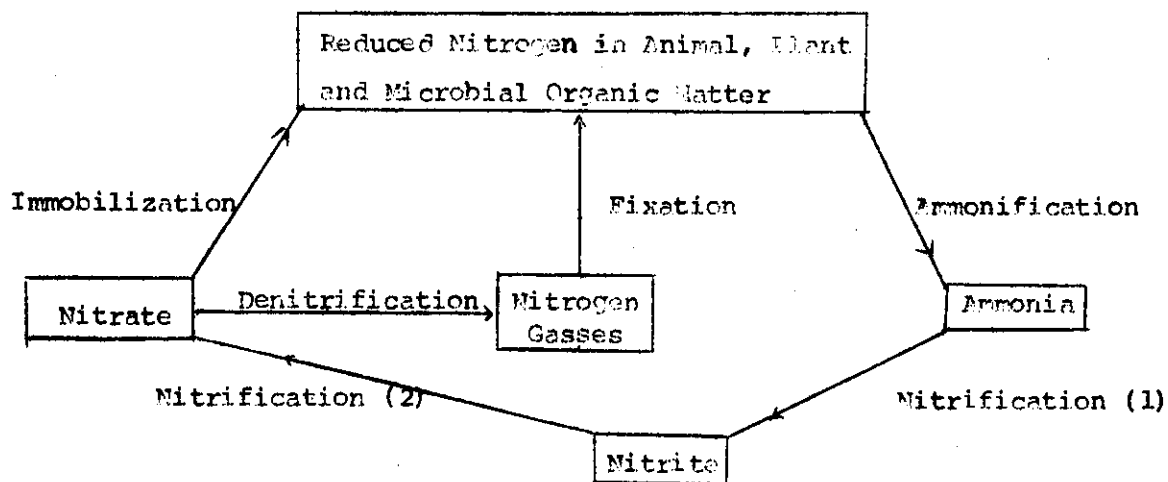 Reduced Nitrogen in Animal, Plant
and Microbial Organic Matter
Immobilization
Fixation
Ammonification
Nitrate
Denitrification
Nitrogen
Gasses
Ammonia
Nitrification (2)
Nitrification (1)
Nitrite